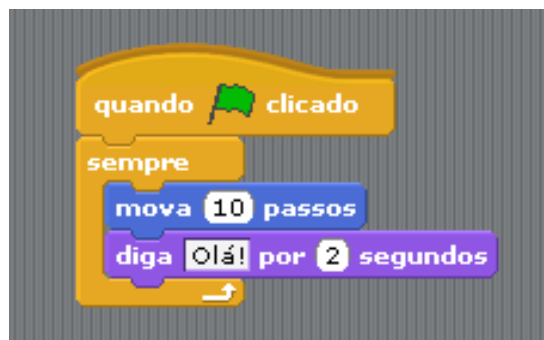 quando clicado
sempre
mova 10 passos
diga Olá! por 2 segundos